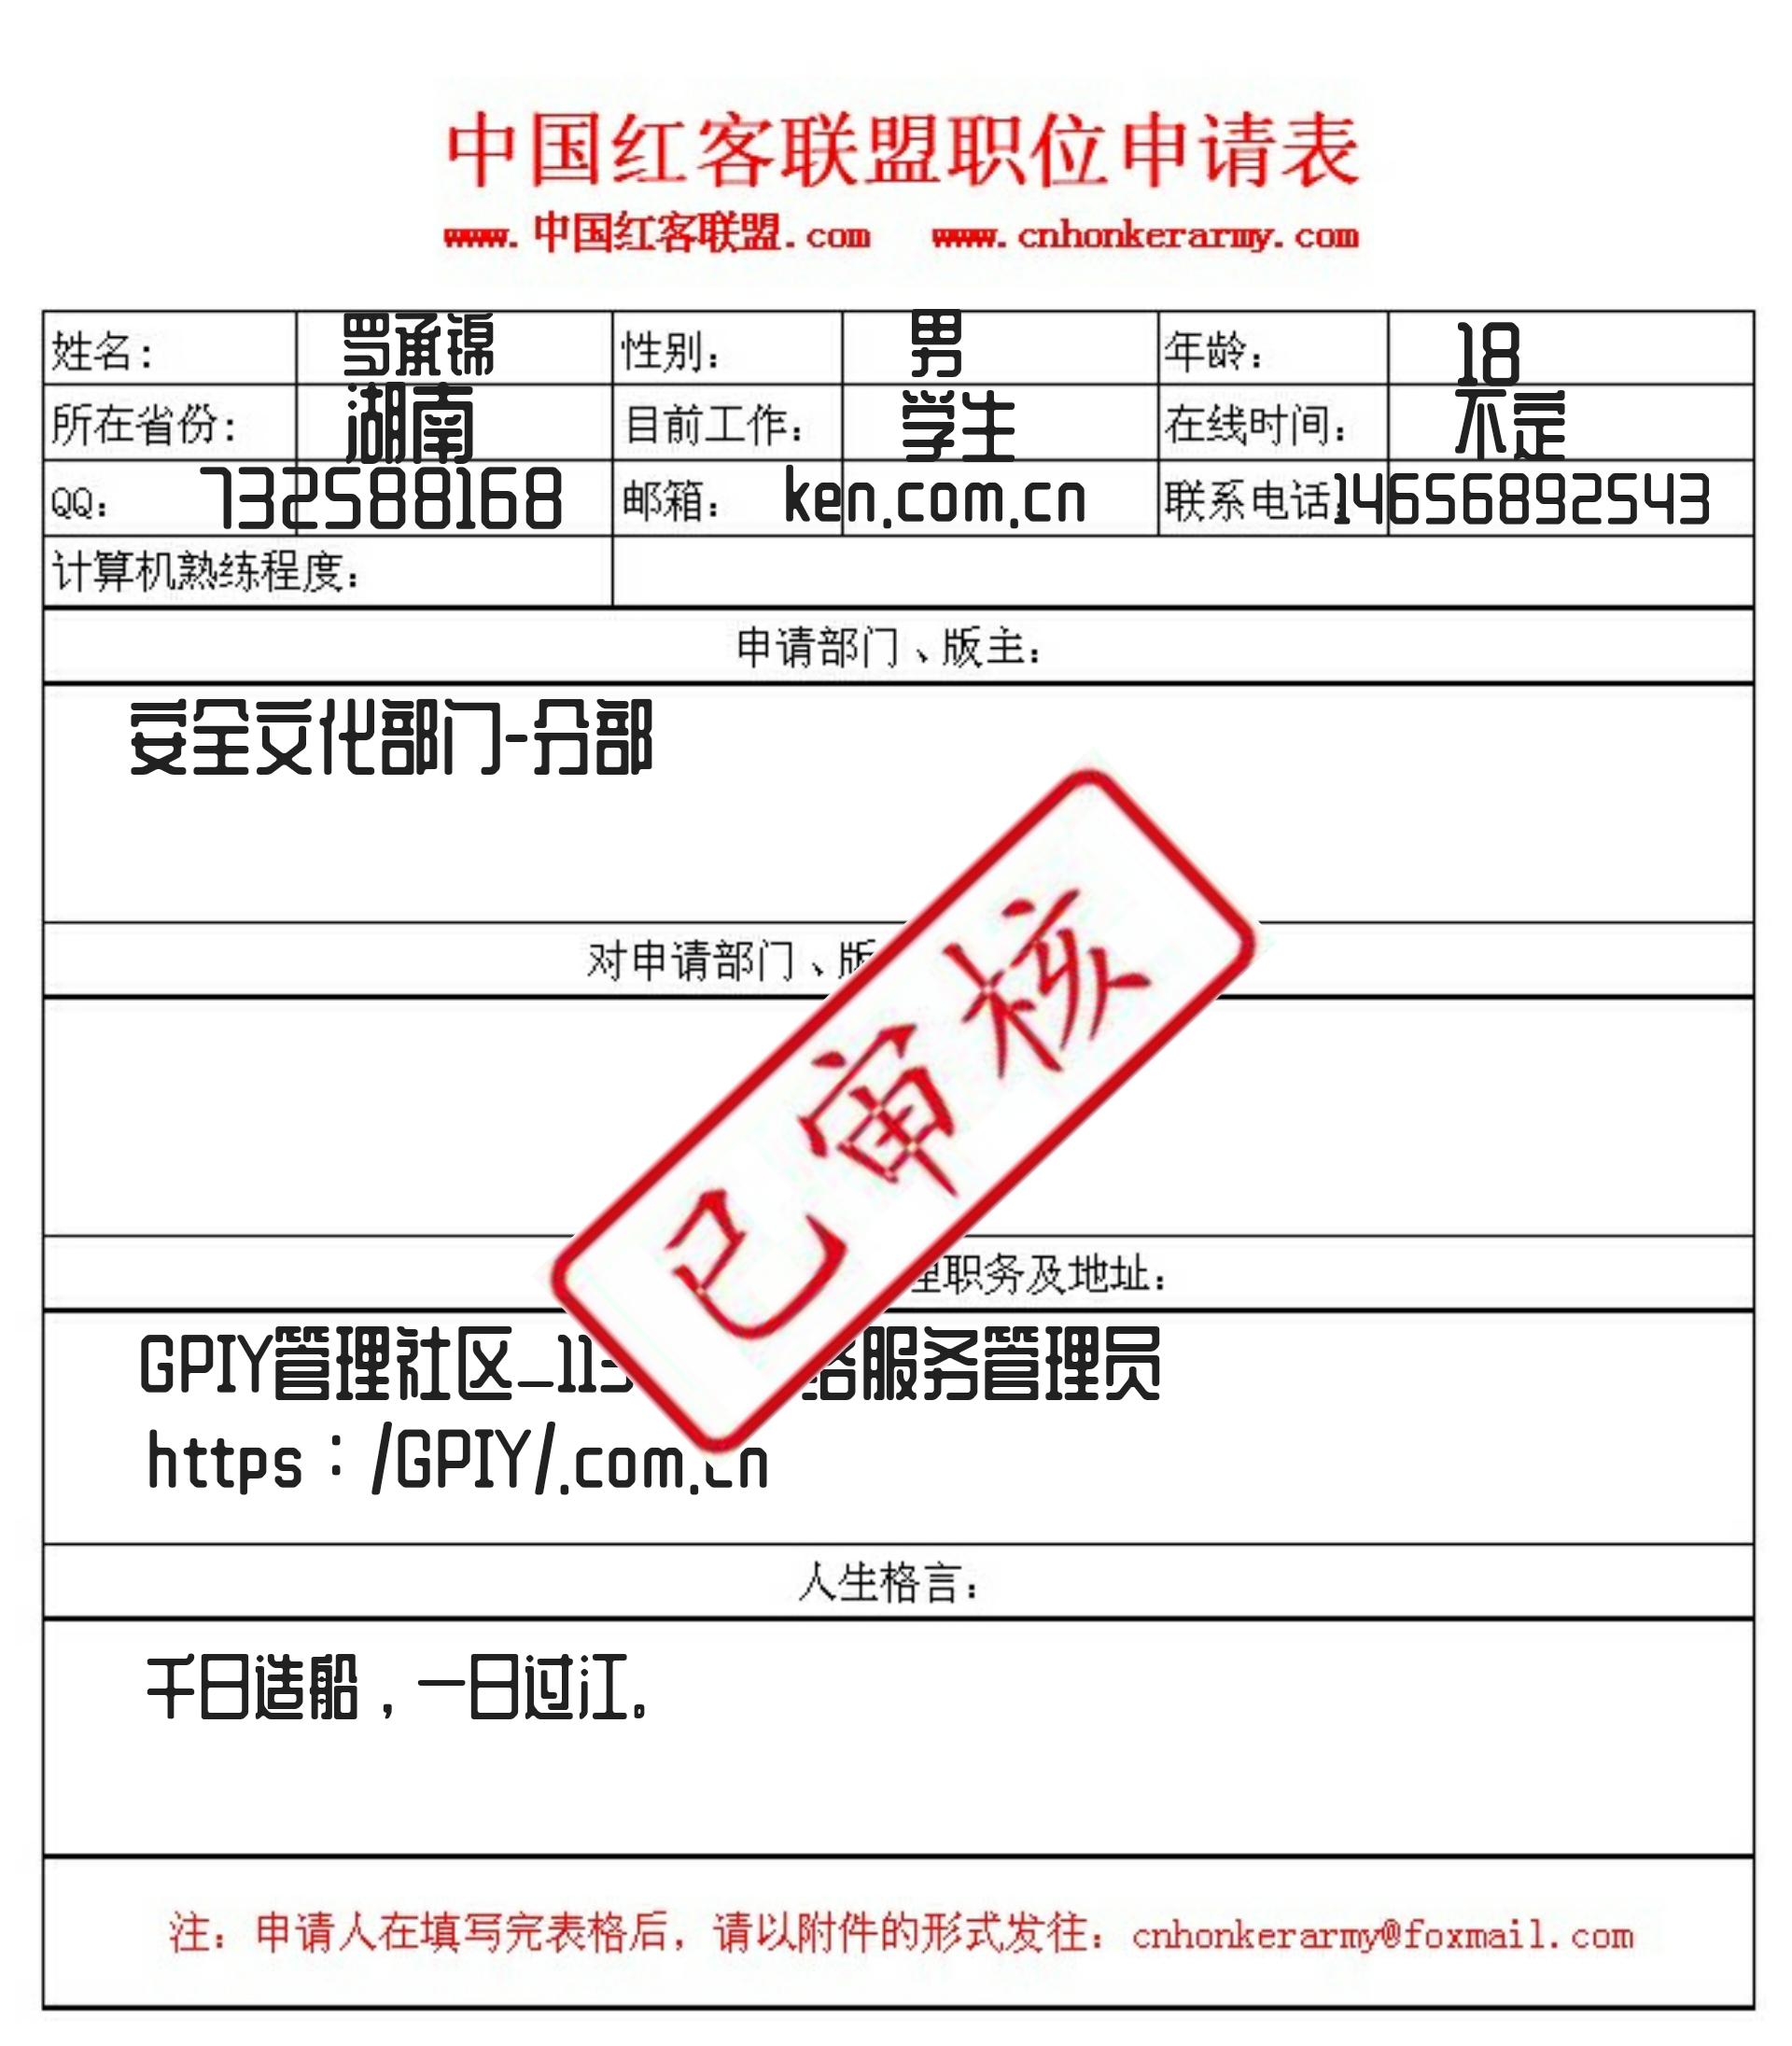 中国红客联盟职位申请表
www.中国红客联盟.com www.cnhonkerarmy.com
姓名: 罗承锦 性别: 男 年龄: 18
所在省份: 湖南 目前工作: 学生 在线时间: 不定
QQ: 732588168 邮箱: ken.com.cn 联系电话: 14656892543
计算机熟练程度:
申请部门、版主:
安全文化部门-分部
对申请部门、版
已审核
理职务及地址:
GPIY管理社区_113 络服务管理员
https:/GPIY/.com.cn
人生格言:
千日造船,一日过江。
注: 申请人在填写完表格后, 请以附件的形式发往: cnhonkerarmy@foxmail.com